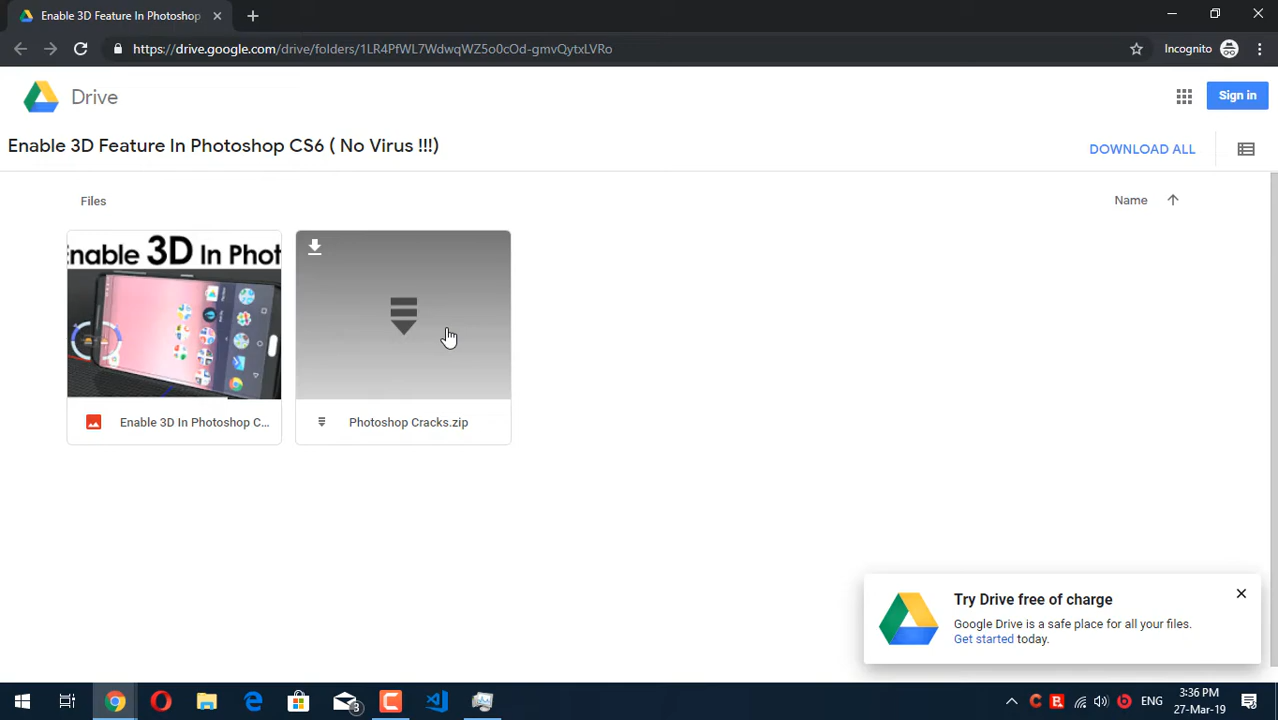 Enable 3D Feature In Photoshop
https://drive.google.com/drive/folders/1LR4PfWL7WdwqWZ5o0cOd-gmvQytxLVRo
Incognito
Drive
Sign in
Enable 3D Feature In Photoshop CS6 ( No Virus !!!)
DOWNLOAD ALL
Files
Name
nable 3D In Phot
Enable 3D In Photoshop C...
Photoshop Cracks.zip
Try Drive free of charge
Google Drive is a safe place for all your files.
Get started today.
3
ENG
3:36 PM
27-Mar-19